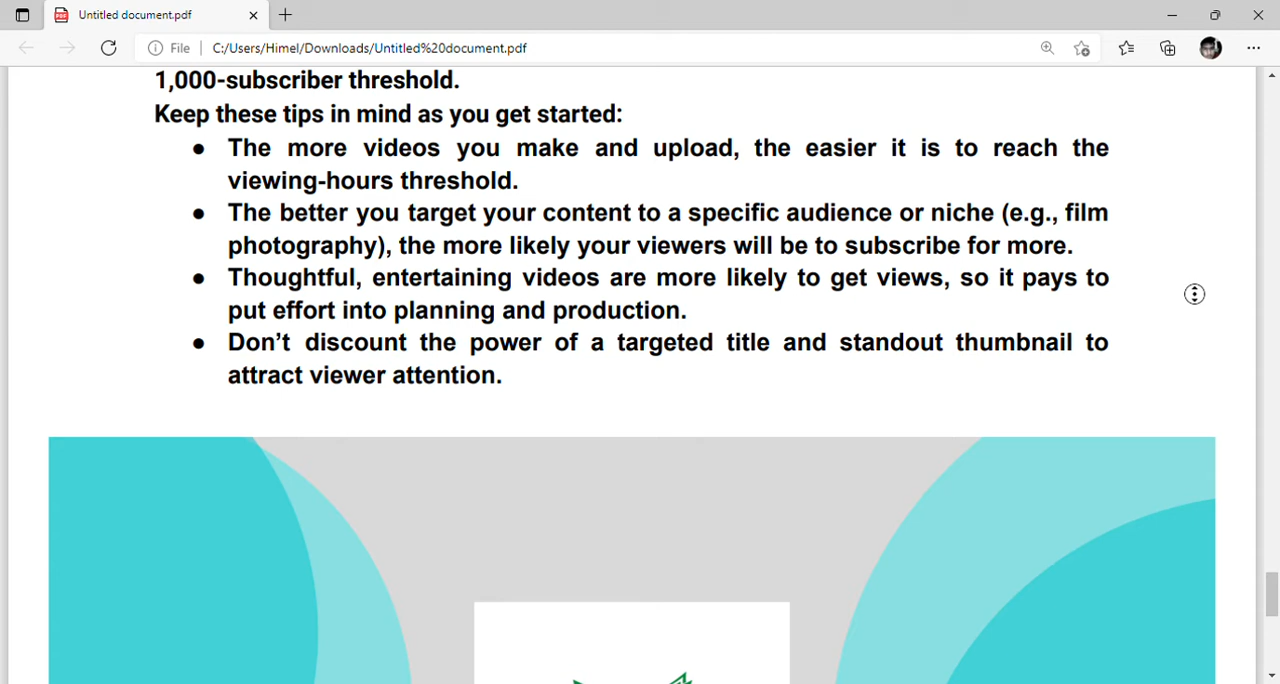 Untitled document.pdf
File
C:/Users/Himel/Downloads/Untitled%20document.pdf
1,000-subscriber threshold.
Keep these tips in mind as you get started:
● The more videos you make and upload, the easier it is to reach the
viewing-hours threshold.
● The better you target your content to a specific audience or niche (e.g., film
photography), the more likely your viewers will be to subscribe for more.
● Thoughtful, entertaining videos are more likely to get views, so it pays to
put effort into planning and production.
● Don’t discount the power of a targeted title and standout thumbnail to
attract viewer attention.